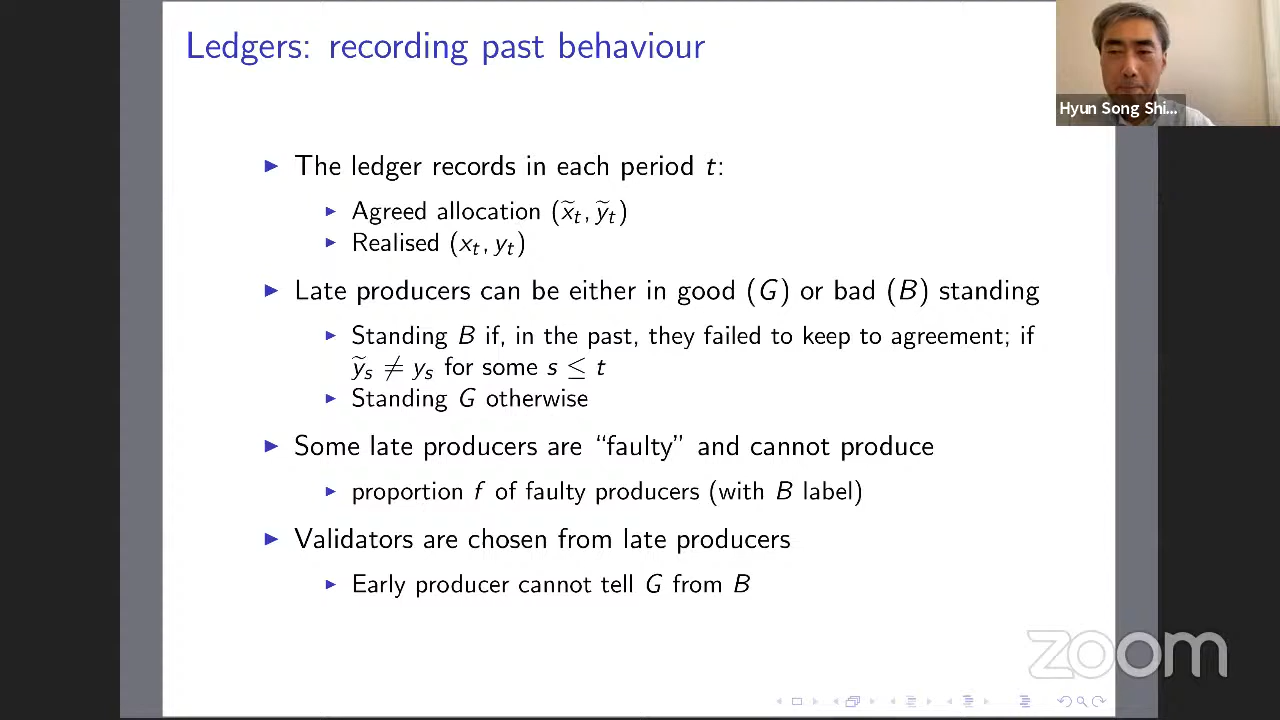 Ledgers: recording past behaviour
Hyun Song Shi...
The ledger records in each period t:
Agreed allocation (x̃ₜ, ỹₜ)
Realised (xₜ, yₜ)
Late producers can be either in good (G) or bad (B) standing
Standing B if, in the past, they failed to keep to agreement; if
ỹₛ ≠ yₛ for some s ≤ t
Standing G otherwise
Some late producers are “faulty” and cannot produce
proportion f of faulty producers (with B label)
Validators are chosen from late producers
Early producer cannot tell G from B
zoom